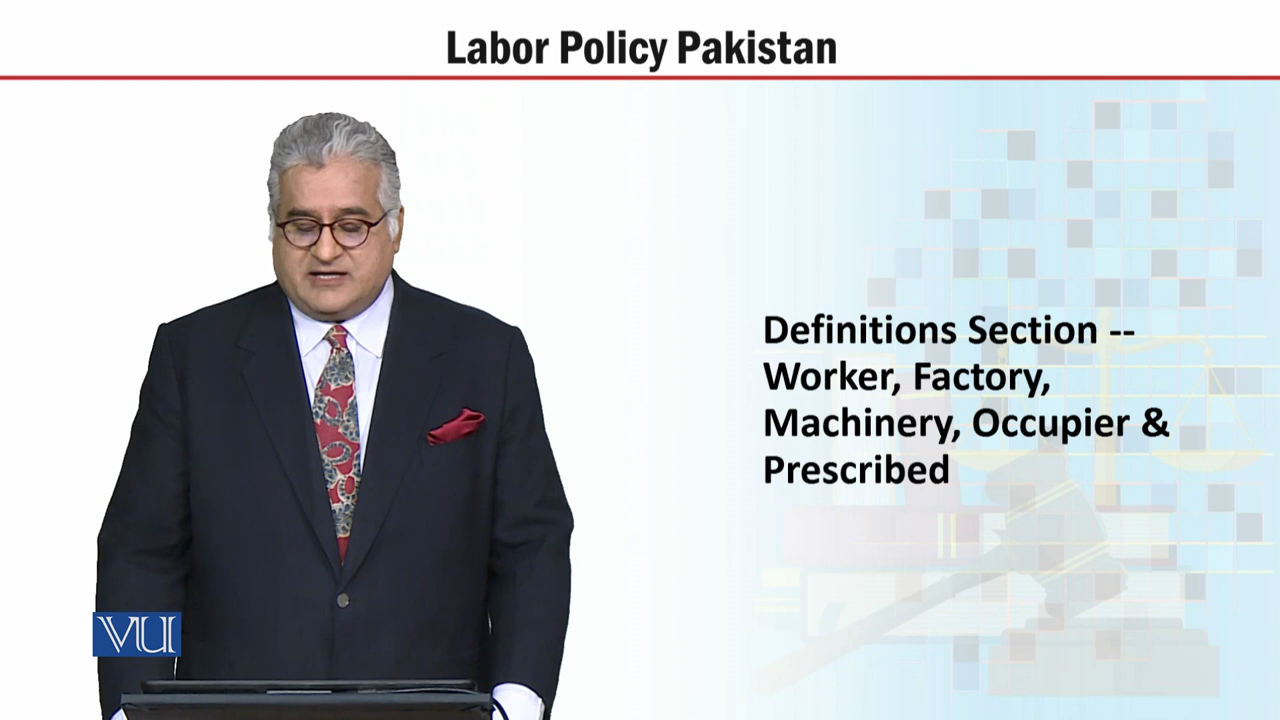 Labor Policy Pakistan
Definitions Section --
Worker, Factory,
Machinery, Occupier &
Prescribed
VU